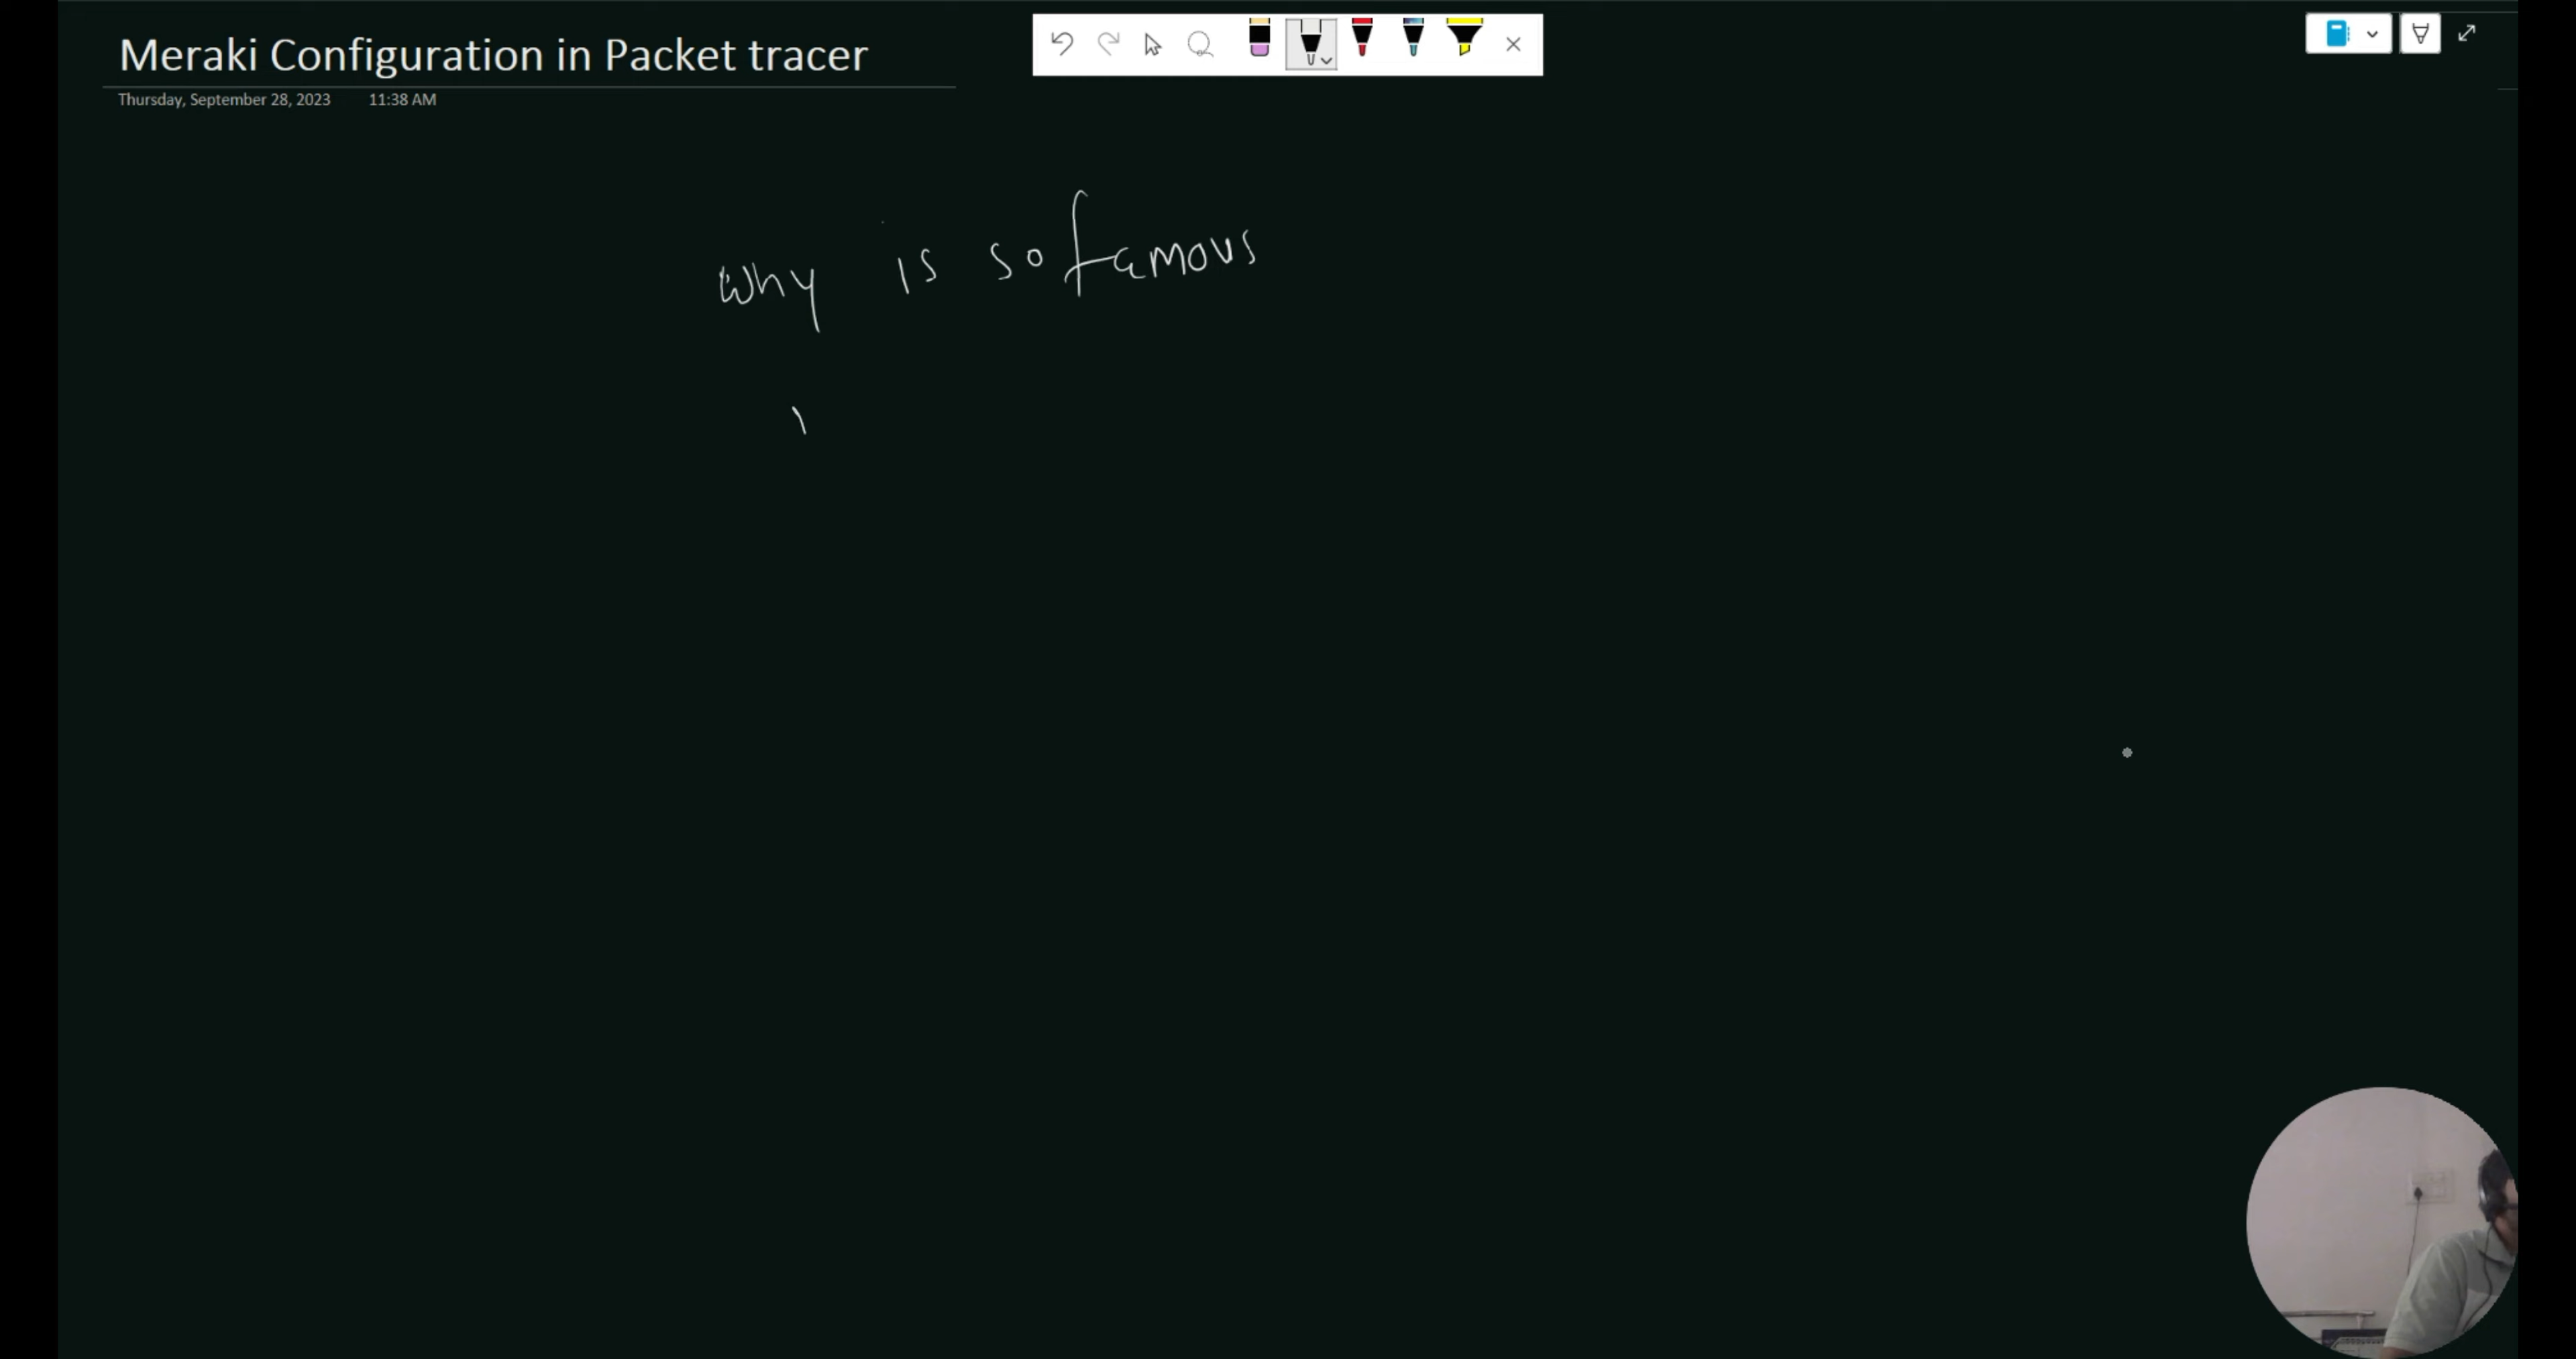 Meraki Configuration in Packet tracer
Thursday, September 28, 2023 11:38 AM
why is so famous